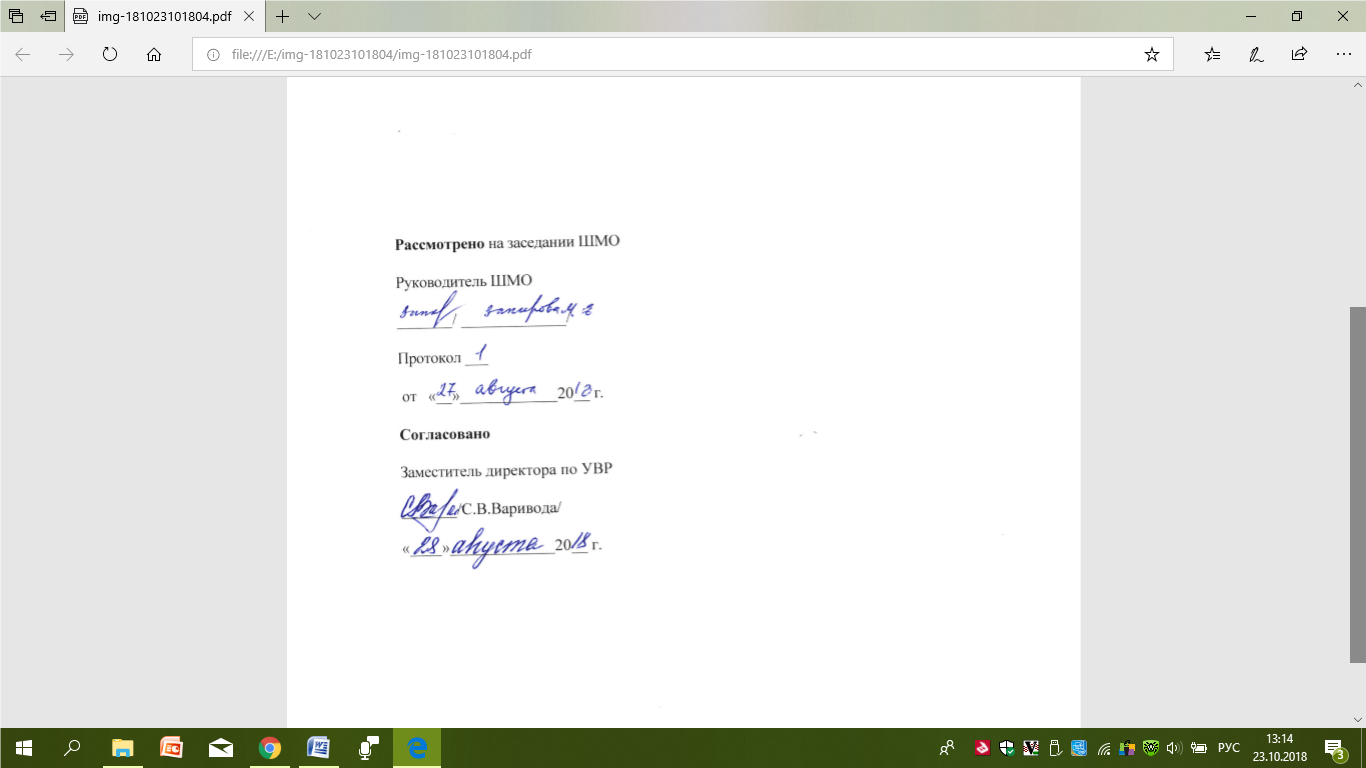 img-181023101804.pdf
file:///E:/img-181023101804/img-181023101804.pdf
Рассмотрено на заседании ШМО
Руководитель ШМО
Протокол 1
от «27» августа 2018 г.
Согласовано
Заместитель директора по УВР
/С.В.Варивода/
«28» августа 2018 г.
РУС
13:14
23.10.2018
3